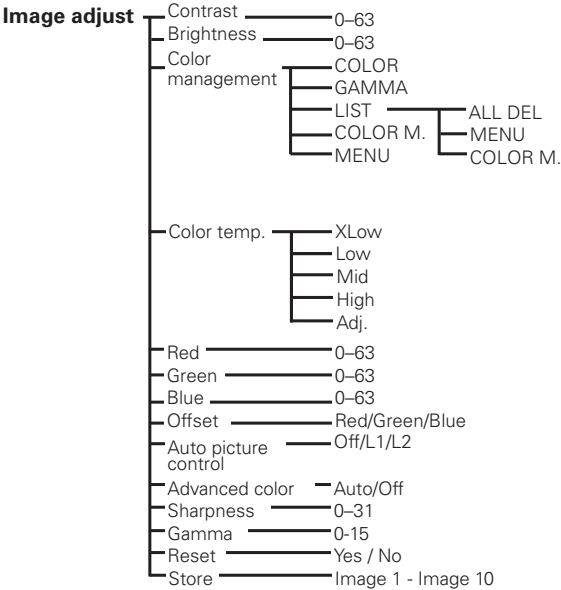 Image adjust
Contrast 0–63
Brightness 0–63
Color management
COLOR
GAMMA
LIST
ALL DEL
MENU
COLOR M.
COLOR M.
MENU
Color temp.
XLow
Low
Mid
High
Adj.
Red 0–63
Green 0–63
Blue 0–63
Offset Red/Green/Blue
Auto picture control Off/L1/L2
Advanced color Auto/Off
Sharpness 0–31
Gamma 0-15
Reset Yes / No
Store Image 1 - Image 10